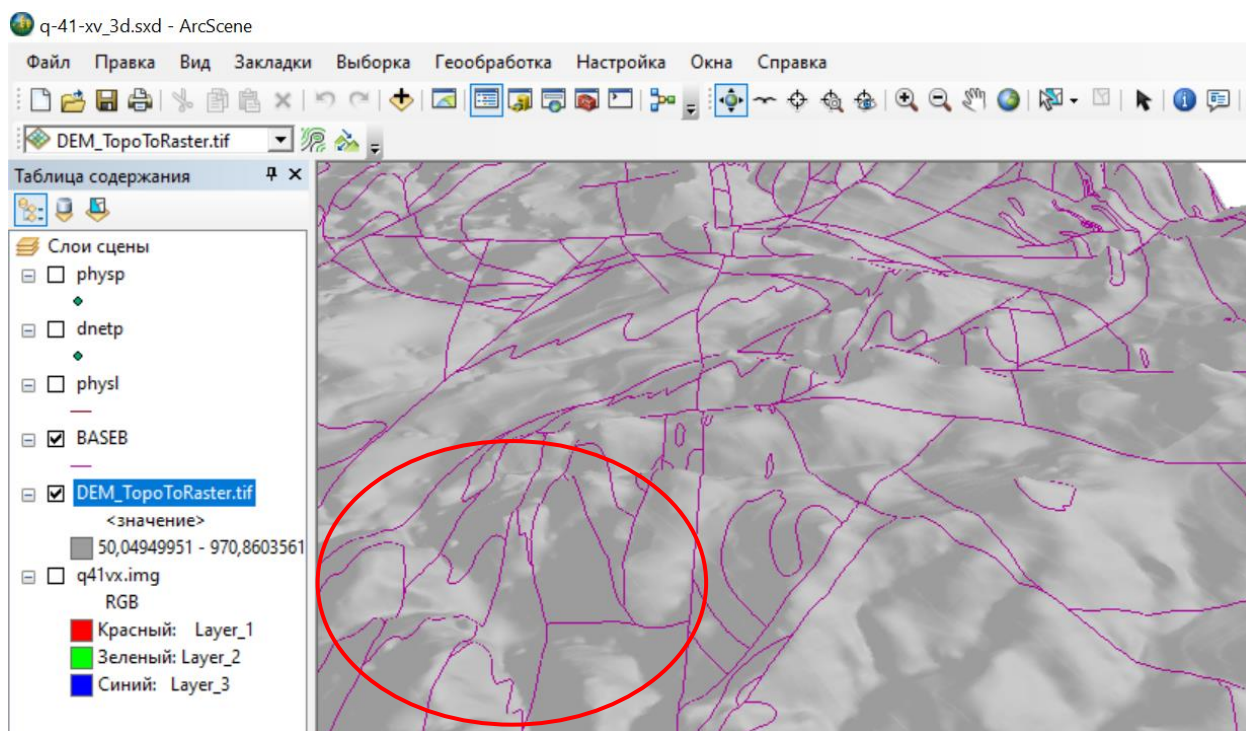 q-41-xv_3d.sxd - ArcScene
Файл Правка Вид Закладки Выборка Геообработка Настройка Окна Справка
DEM_TopoToRaster.tif
Таблица содержания
Слои сцены
physp
dnetp
physl
BASEB
DEM_TopoToRaster.tif
<значение>
50,04949951 - 970,8603561
q41vx.img
RGB
Красный: Layer_1
Зеленый: Layer_2
Синий: Layer_3